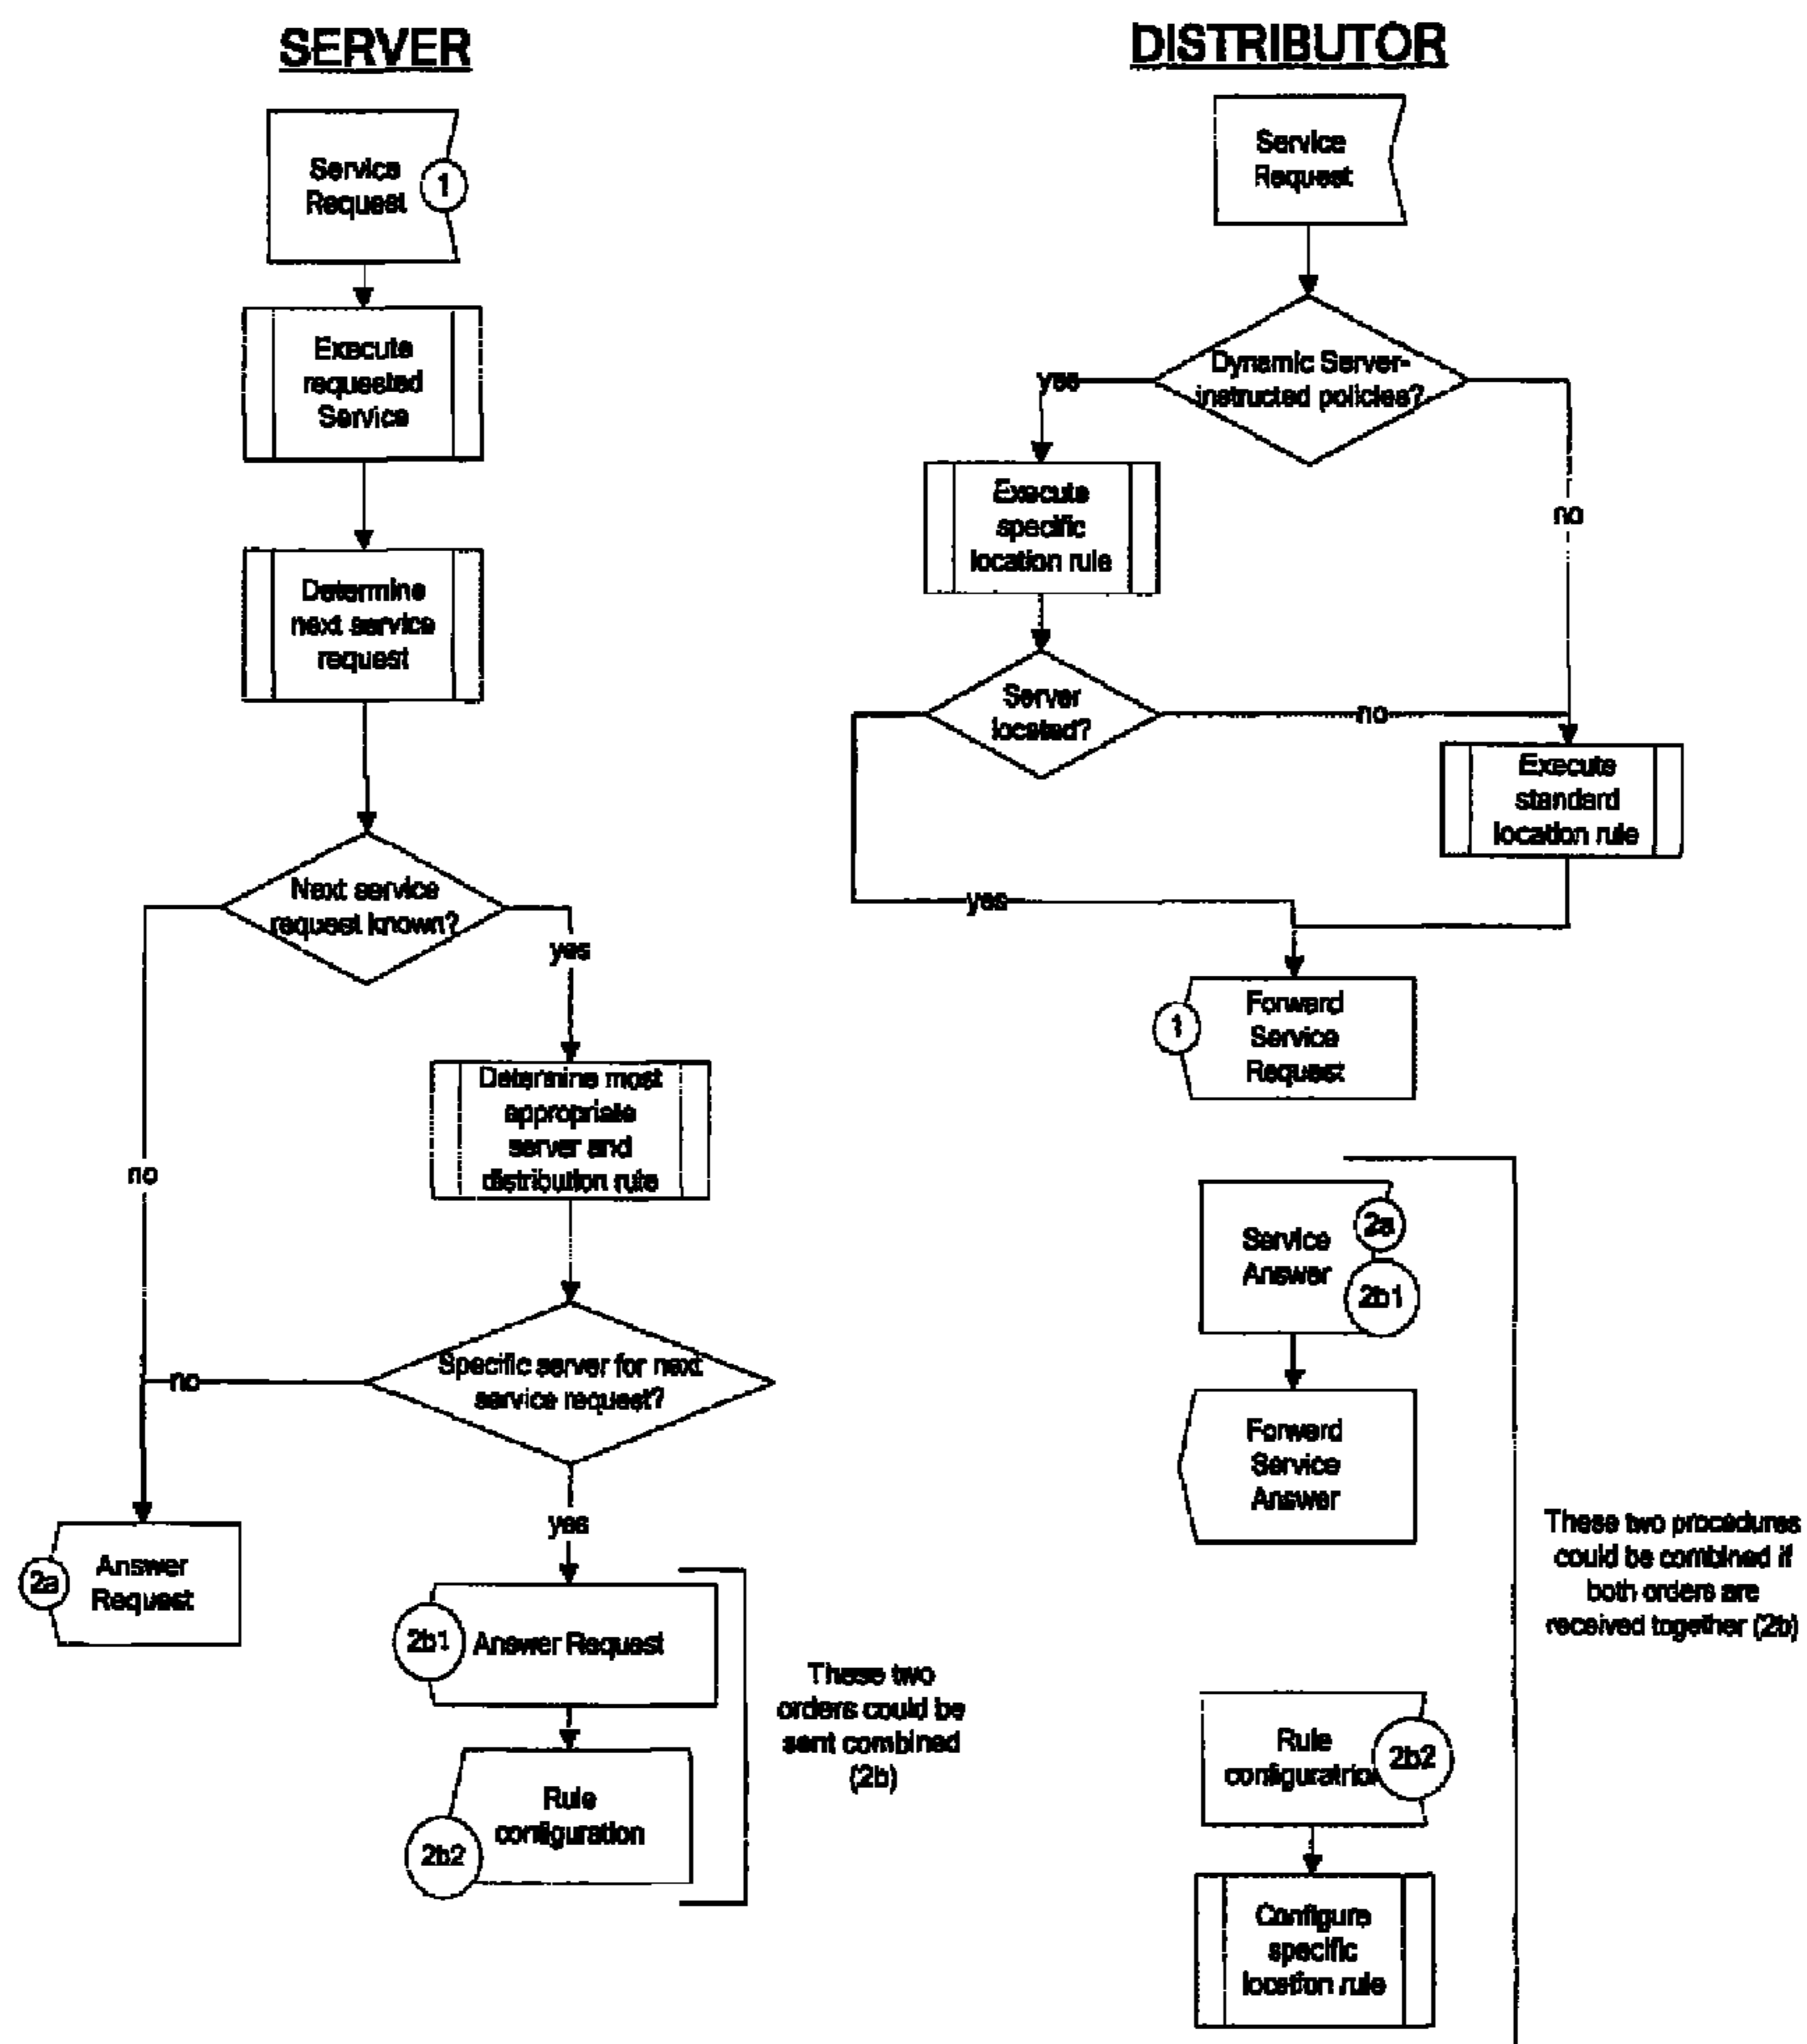 SERVER
Service
Request
1
Execute
requested
Service
Determine
next service
request
Next service
request known?
yes
no
Determine most
appropriate
server and
distribution rule
Specific server for next
service request?
no
yes
2a
Answer
Request
2b1
Answer Request
Rule
configuration
2b2
These two
orders could be
sent combined
(2b)
DISTRIBUTOR
Service
Request
Dynamic Server-
instructed policies?
yes
no
Execute
specific
location rule
Server
located?
no
yes
Execute
standard
location rule
1
Forward
Service
Request
Service
Answer
2a
2b1
Forward
Service
Answer
These two procedures
could be combined if
both orders are
received together (2b)
Rule
configuratrion
2b2
Configure
specific
location rule